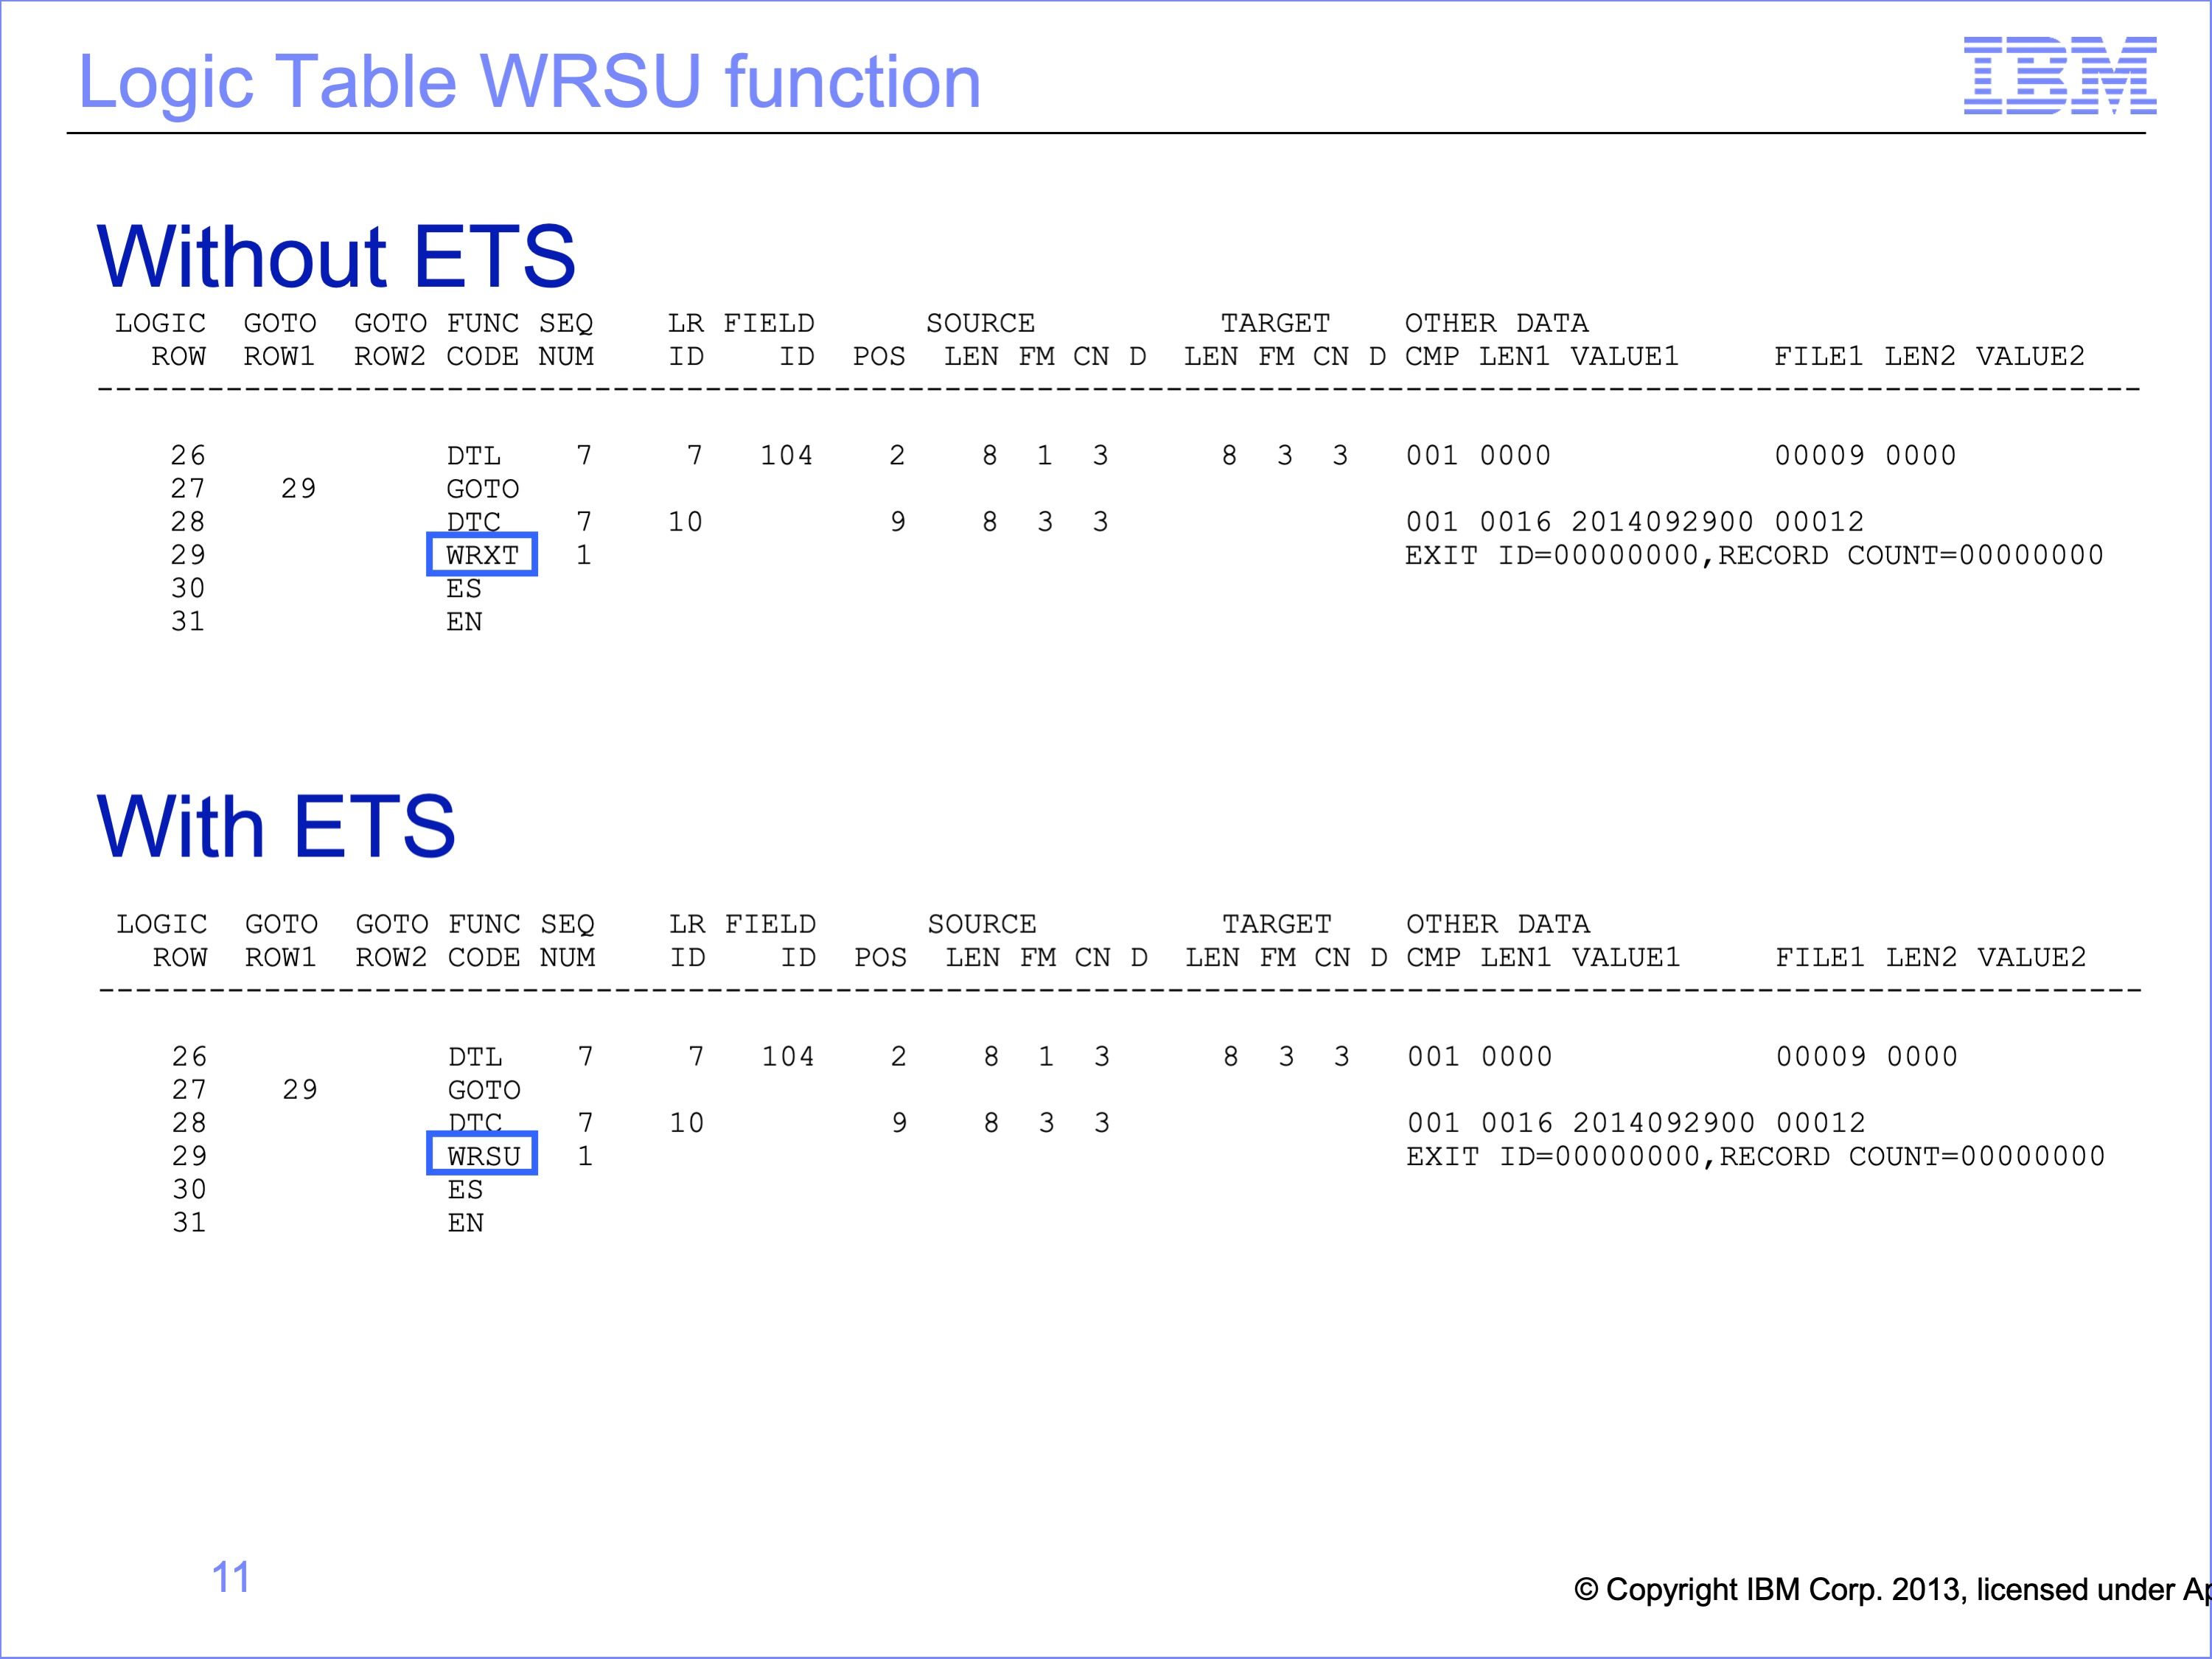 Logic Table WRSU function
IBM
Without ETS
LOGIC GOTO GOTO FUNC SEQ LR FIELD SOURCE TARGET OTHER DATA
ROW ROW1 ROW2 CODE NUM ID ID POS LEN FM CN D LEN FM CN D CMP LEN1 VALUE1 FILE1 LEN2 VALUE2
26 DTL 7 7 104 2 8 1 3 8 3 3 001 0000 00009 0000
27 29 GOTO
28 DTC 7 10 9 8 3 3 001 0016 2014092900 00012
29 WRXT 1 EXIT ID=00000000,RECORD COUNT=00000000
30 ES
31 EN
With ETS
LOGIC GOTO GOTO FUNC SEQ LR FIELD SOURCE TARGET OTHER DATA
ROW ROW1 ROW2 CODE NUM ID ID POS LEN FM CN D LEN FM CN D CMP LEN1 VALUE1 FILE1 LEN2 VALUE2
26 DTL 7 7 104 2 8 1 3 8 3 3 001 0000 00009 0000
27 29 GOTO
28 DTC 7 10 9 8 3 3 001 0016 2014092900 00012
29 WRSU 1 EXIT ID=00000000,RECORD COUNT=00000000
30 ES
31 EN
11
© Copyright IBM Corp. 2013, licensed under